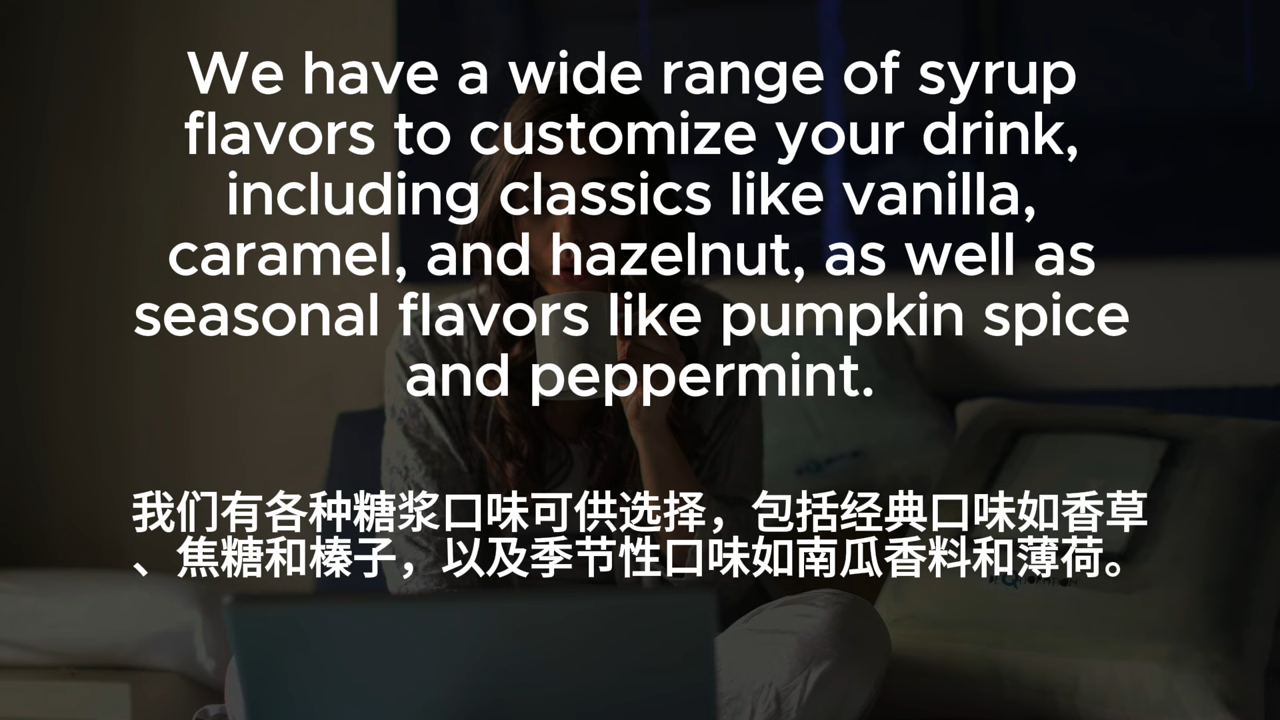 We have a wide range of syrup
flavors to customize your drink,
including classics like vanilla,
caramel, and hazelnut, as well as
seasonal flavors like pumpkin spice
and peppermint.
我们有各种糖浆口味可供选择，包括经典口味如香草
、焦糖和榛子，以及季节性口味如南瓜香料和薄荷。